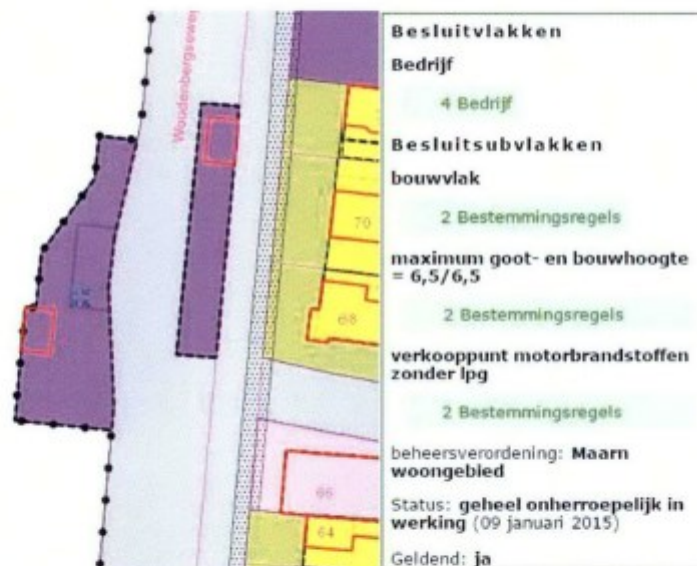 Woudenbergseweg
70
68
66
64
Besluitvlakken
Bedrijf
4 Bedrijf
Besluitsubvlakken
bouwvlak
2 Bestemmingsregels
maximum goot- en bouwhoogte
= 6,5/6,5
2 Bestemmingsregels
verkooppunt motorbrandstoffen
zonder lpg
2 Bestemmingsregels
beheersverordening: Maarn
woongebied
Status: geheel onherroepelijk in
werking (09 januari 2015)
Geldend: ja